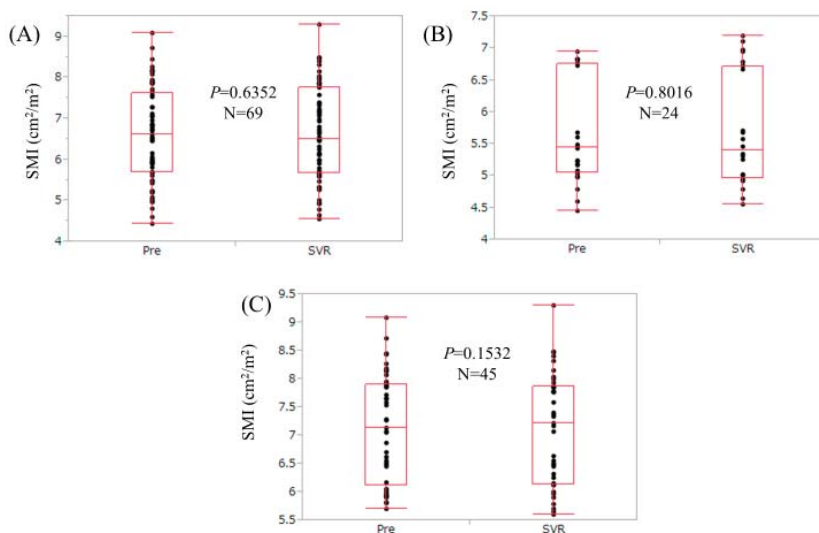 (A)
SMI (cm²/m²)
9
8
7
6
5
4
P=0.6352
N=69
Pre SVR
(B)
SMI (cm²/m²)
7.5
7
6.5
6
5.5
5
4.5
4
P=0.8016
N=24
Pre SVR
(C)
SMI (cm²/m²)
9.5
9
8.5
8
7.5
7
6.5
6
5.5
P=0.1532
N=45
Pre SVR